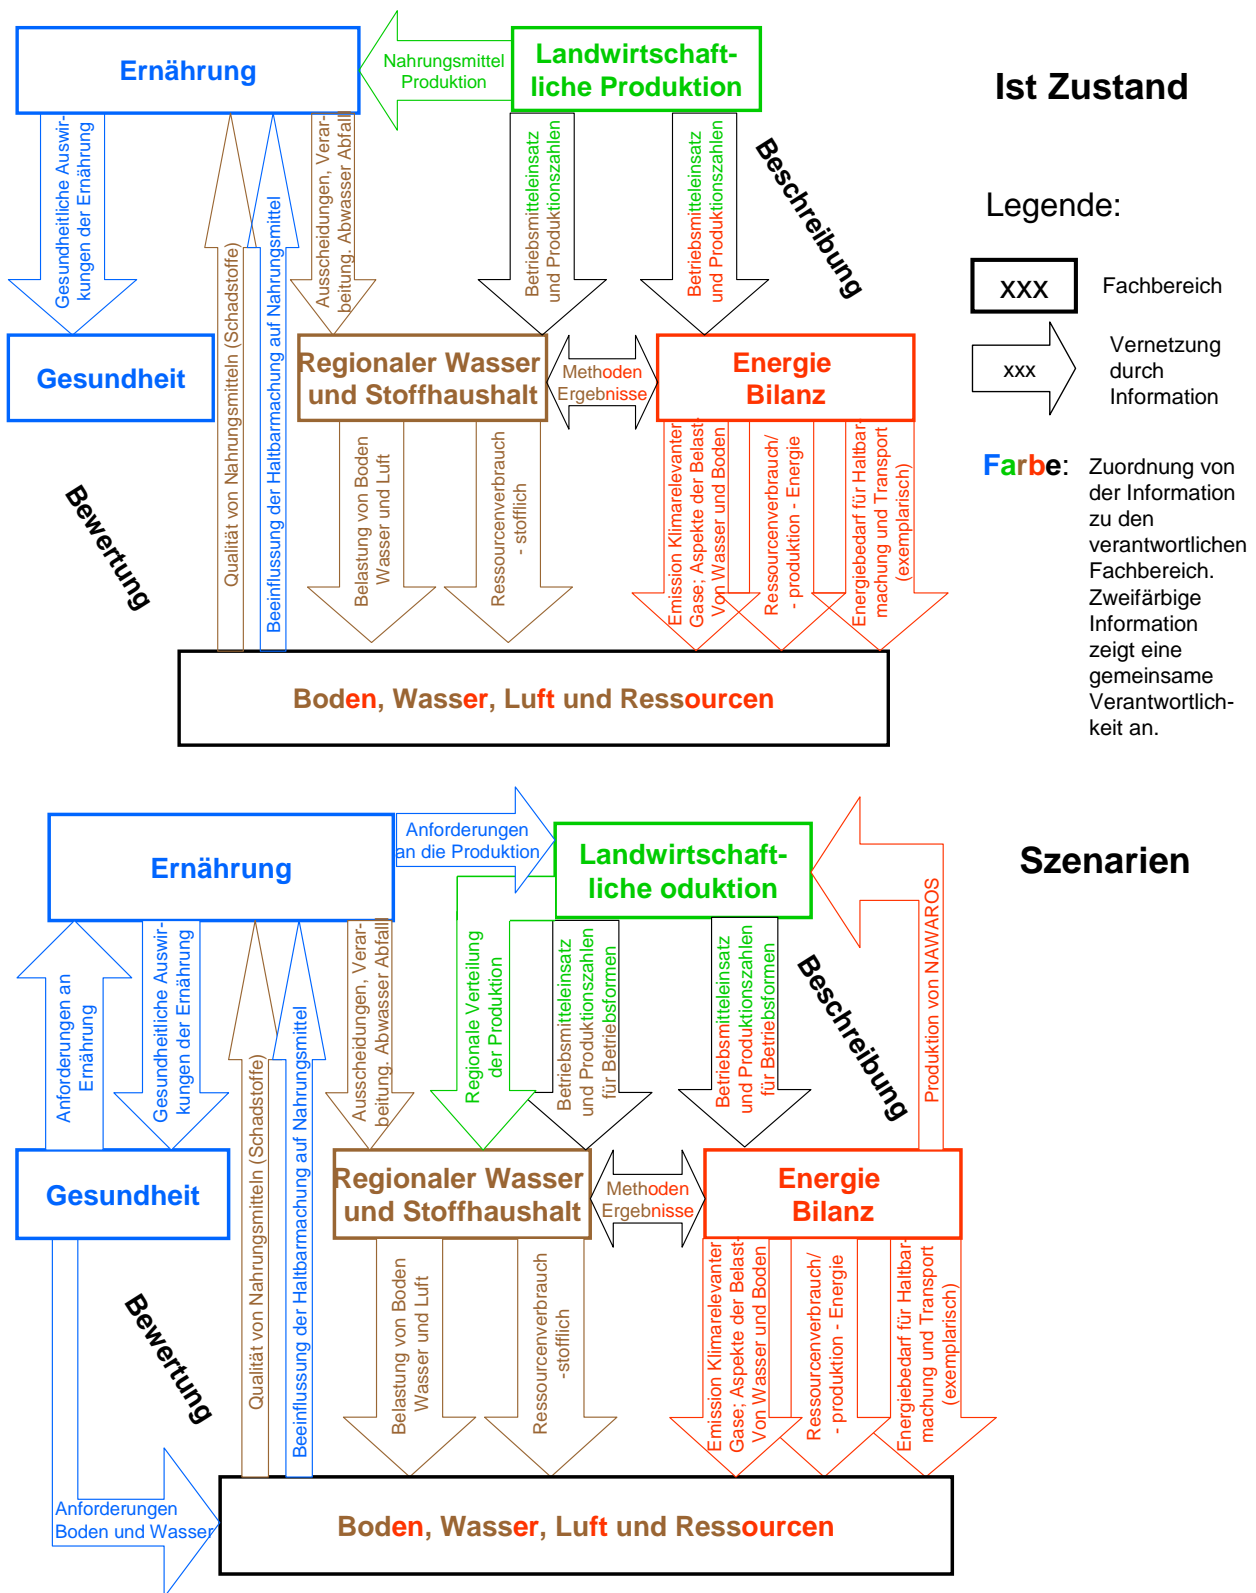 Ernährung
Nahrungsmittel
Produktion
Landwirtschaft-
liche Produktion
Ist Zustand
Gesundheitliche Auswir-
kungen der Ernährung
Qualität von Nahrungsmitteln (Schadstoffe)
Beeinflussung der Haltbarmachung auf Nahrungsmittel
Ausscheidungen, Verar-
beitung. Abwasser Abfall
Betriebsmitteleinsatz
und Produktionszahlen
Betriebsmitteleinsatz
und Produktionszahlen
Beschreibung
Legende:
xxx
Fachbereich
xxx
Vernetzung
durch
Information
Farbe:
Zuordnung von
der Information
zu den
verantwortlichen
Fachbereich.
Zweifärbige
Information
zeigt eine
gemeinsame
Verantwortlich-
keit an.
Gesundheit
Regionaler Wasser
und Stoffhaushalt
Methoden
Ergebnisse
Energie
Bilanz
Bewertung
Belastung von Boden
Wasser und Luft
Ressourcenverbrauch
- stofflich
Emission Klimarelevanter
Gase; Aspekte der Belast-
Von Wasser und Boden
Ressourcenverbrauch/
- produktion - Energie
Energiebedarf für Haltbar-
machung und Transport
(exemplarisch)
Boden, Wasser, Luft und Ressourcen
Ernährung
Anforderungen
an die Produktion
Landwirtschaft-
liche oduktion
Szenarien
Anforderungen an
Ernährung
Gesundheitliche Auswir-
kungen der Ernährung
Qualität von Nahrungsmitteln (Schadstoffe)
Beeinflussung der Haltbarmachung auf Nahrungsmittel
Ausscheidungen, Verar-
beitung. Abwasser Abfall)
Regionale Verteilung
der Produktion
Betriebsmitteleinsatz
und Produktionszahlen
für Betriebsformen
Betriebsmitteleinsatz
und Produktionszahlen
für Betriebsformen
Beschreibung
Produktion von NAWAROS
Gesundheit
Regionaler Wasser
und Stoffhaushalt
Methoden
Ergebnisse
Energie
Bilanz
Bewertung
Belastung von Boden
Wasser und Luft
Ressourcenverbrauch
-stofflich
Emission Klimarelevanter
Gase; Aspekte der Belast-
Von Wasser und Boden
Ressourcenverbrauch/
- produktion - Energie
Energiebedarf für Haltbar-
machung und Transport
(exemplarisch)
Anforderungen
Boden und Wasser
Boden, Wasser, Luft und Ressourcen